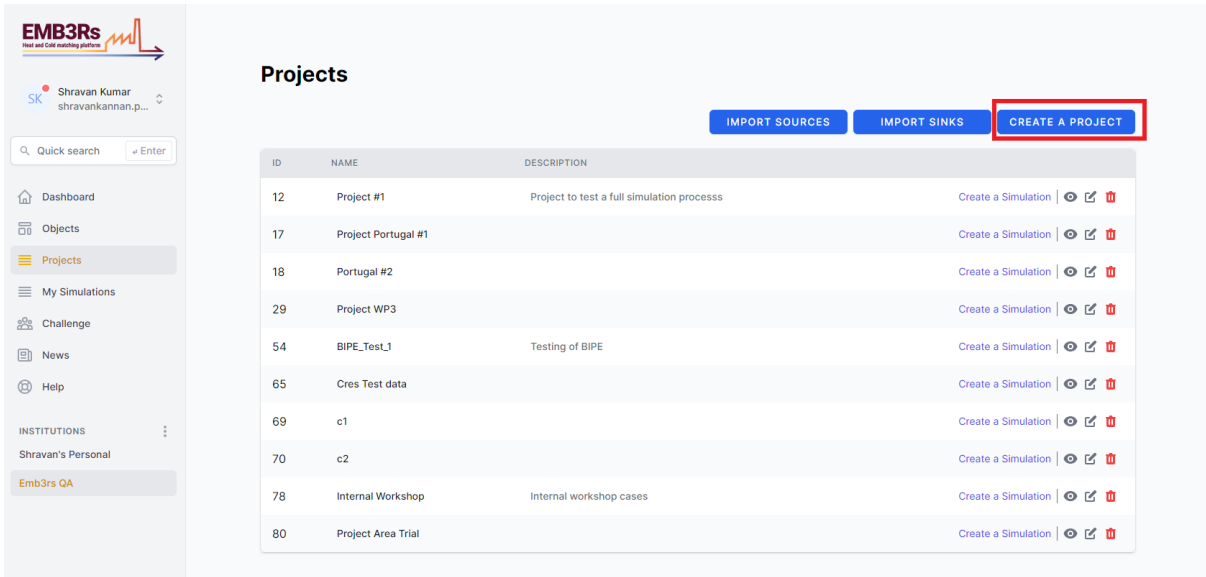 EMB3Rs
Heat and Cold matching platform
SK
Shravan Kumar
shravankannan.p...
Quick search
↵ Enter
Dashboard
Objects
Projects
My Simulations
Challenge
News
Help
INSTITUTIONS
Shravan's Personal
Emb3rs QA
Projects
IMPORT SOURCES IMPORT SINKS CREATE A PROJECT
ID NAME DESCRIPTION
12 Project #1 Project to test a full simulation processs Create a Simulation
17 Project Portugal #1 Create a Simulation
18 Portugal #2 Create a Simulation
29 Project WP3 Create a Simulation
54 BIPE_Test_1 Testing of BIPE Create a Simulation
65 Cres Test data Create a Simulation
69 c1 Create a Simulation
70 c2 Create a Simulation
78 Internal Workshop Internal workshop cases Create a Simulation
80 Project Area Trial Create a Simulation